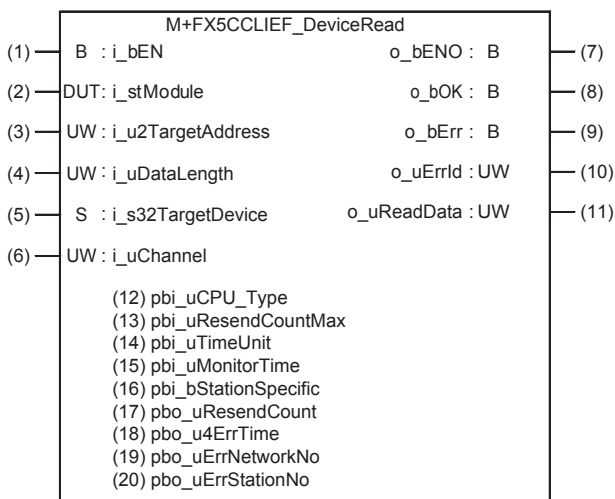 M+FX5CCLIEF_DeviceRead
(1) B : i_bEN o_bENO : B (7)
(2) DUT: i_stModule o_bOK : B (8)
(3) UW : i_u2TargetAddress o_bErr : B (9)
(4) UW : i_uDataLength o_uErrId : UW (10)
(5) S : i_s32TargetDevice o_uReadData : UW (11)
(6) UW : i_uChannel
(12) pbi_uCPU_Type
(13) pbi_uResendCountMax
(14) pbi_uTimeUnit
(15) pbi_uMonitorTime
(16) pbi_bStationSpecific
(17) pbo_uResendCount
(18) pbo_u4ErrTime
(19) pbo_uErrNetworkNo
(20) pbo_uErrStationNo